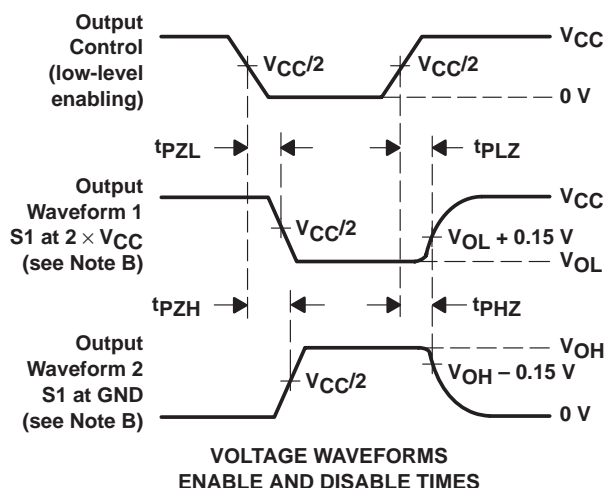 Output
Control
(low-level
enabling)
VCC/2
VCC/2
VCC
0 V
tPZL
tPLZ
Output
Waveform 1
S1 at 2 × VCC
(see Note B)
VCC/2
VCC
VOL + 0.15 V
VOL
tPZH
tPHZ
Output
Waveform 2
S1 at GND
(see Note B)
VCC/2
VOH
VOH − 0.15 V
0 V
VOLTAGE WAVEFORMS
ENABLE AND DISABLE TIMES